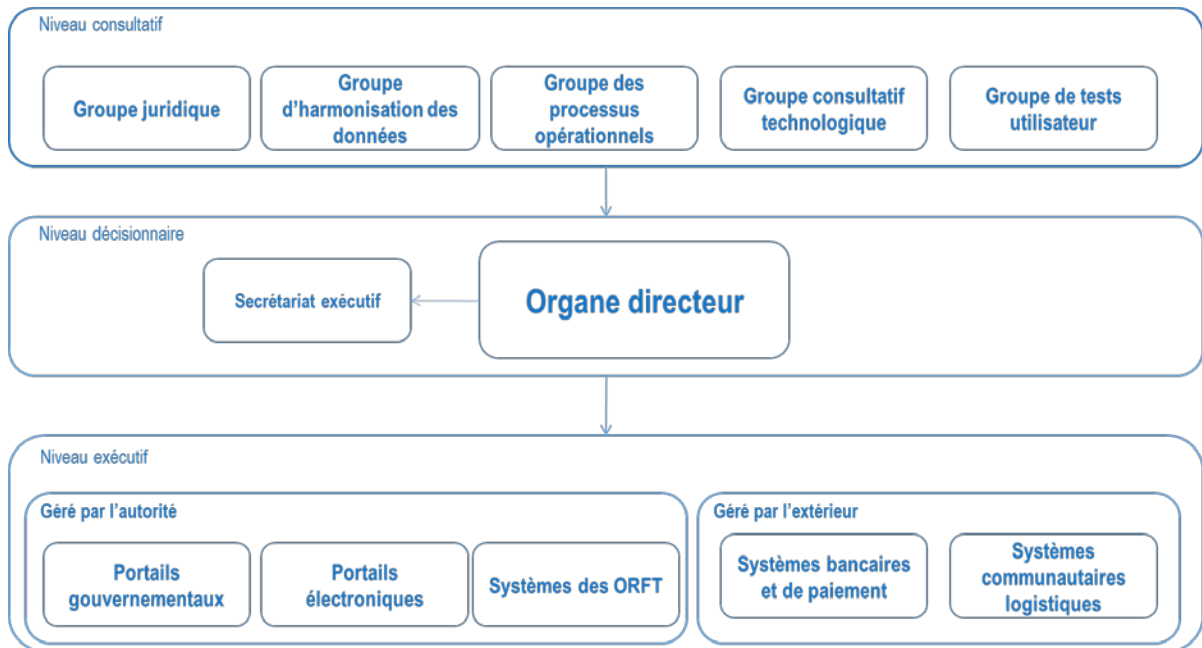 Niveau consultatif
Groupe juridique
Groupe
d’harmonisation des
données
Groupe des
processus
opérationnels
Groupe consultatif
technologique
Groupe de tests
utilisateur
Niveau décisionnaire
Secrétariat exécutif
Organe directeur
Niveau exécutif
Géré par l’autorité
Portails
gouvernementaux
Portails
électroniques
Systèmes des ORFT
Géré par l’extérieur
Systèmes bancaires
et de paiement
Systèmes
communautaires
logistiques